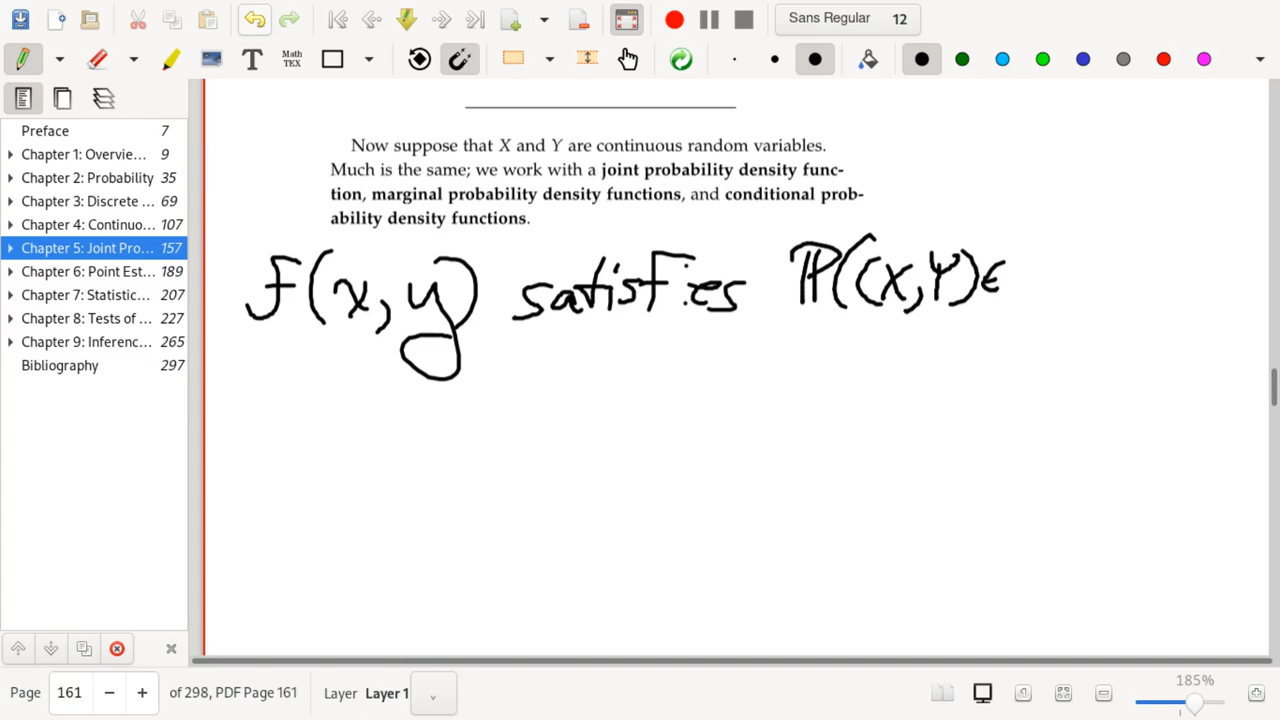 Sans Regular 12
Math
TEX
Preface 7
Chapter 1: Overvie... 9
Chapter 2: Probability 35
Chapter 3: Discrete ... 69
Chapter 4: Continuo... 107
Chapter 5: Joint Pro... 157
Chapter 6: Point Est... 189
Chapter 7: Statistic... 207
Chapter 8: Tests of ... 227
Chapter 9: Inferenc... 265
Bibliography 297
Now suppose that X and Y are continuous random variables.
Much is the same; we work with a joint probability density func-
tion, marginal probability density functions, and conditional prob-
ability density functions.
f(x, y) satisfies ℙ((X,Y)∈
Page 161 of 298, PDF Page 161 Layer Layer 1
185%